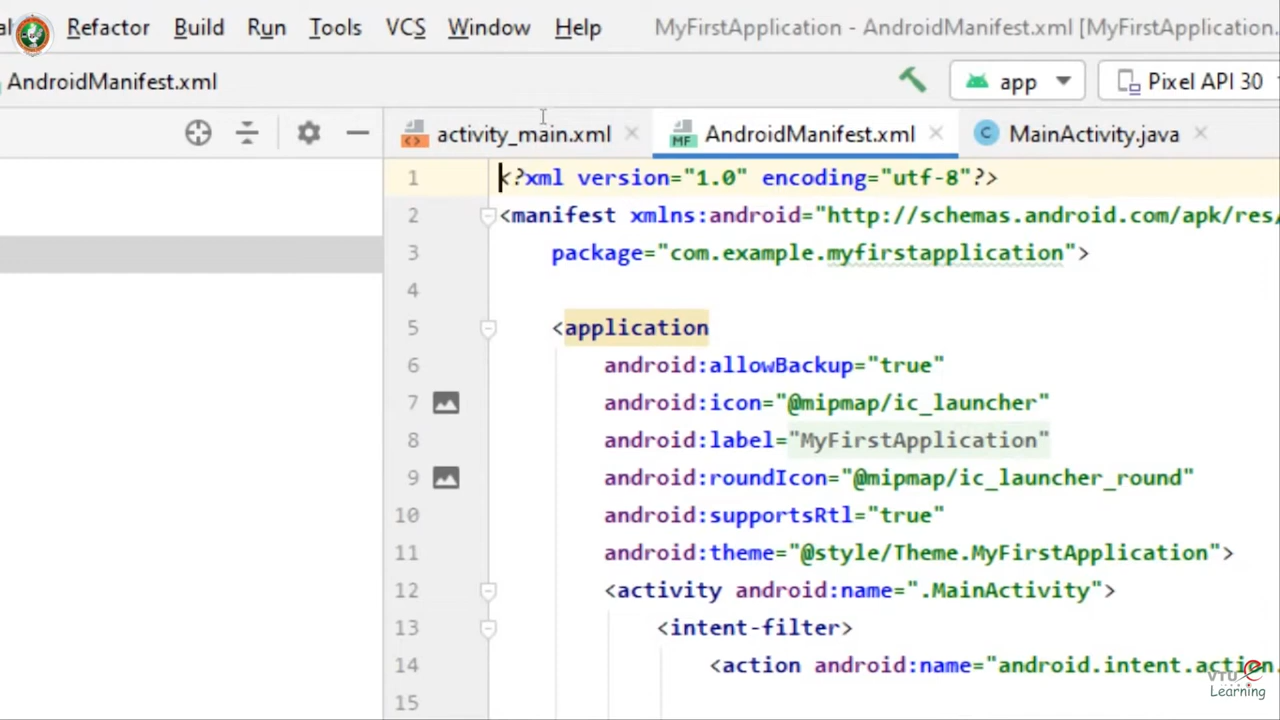 Refactor Build Run Tools VCS Window Help MyFirstApplication - AndroidManifest.xml [MyFirstApplication.
AndroidManifest.xml app Pixel API 30
activity_main.xml AndroidManifest.xml MainActivity.java
1 <?xml version="1.0" encoding="utf-8"?>
2 <manifest xmlns:android="http://schemas.android.com/apk/res/
3 package="com.example.myfirstapplication">
4
5 <application
6 android:allowBackup="true"
7 android:icon="@mipmap/ic_launcher"
8 android:label="MyFirstApplication"
9 android:roundIcon="@mipmap/ic_launcher_round"
10 android:supportsRtl="true"
11 android:theme="@style/Theme.MyFirstApplication">
12 <activity android:name=".MainActivity">
13 <intent-filter>
14 <action android:name="android.intent.action.
15
VTU e
Learning